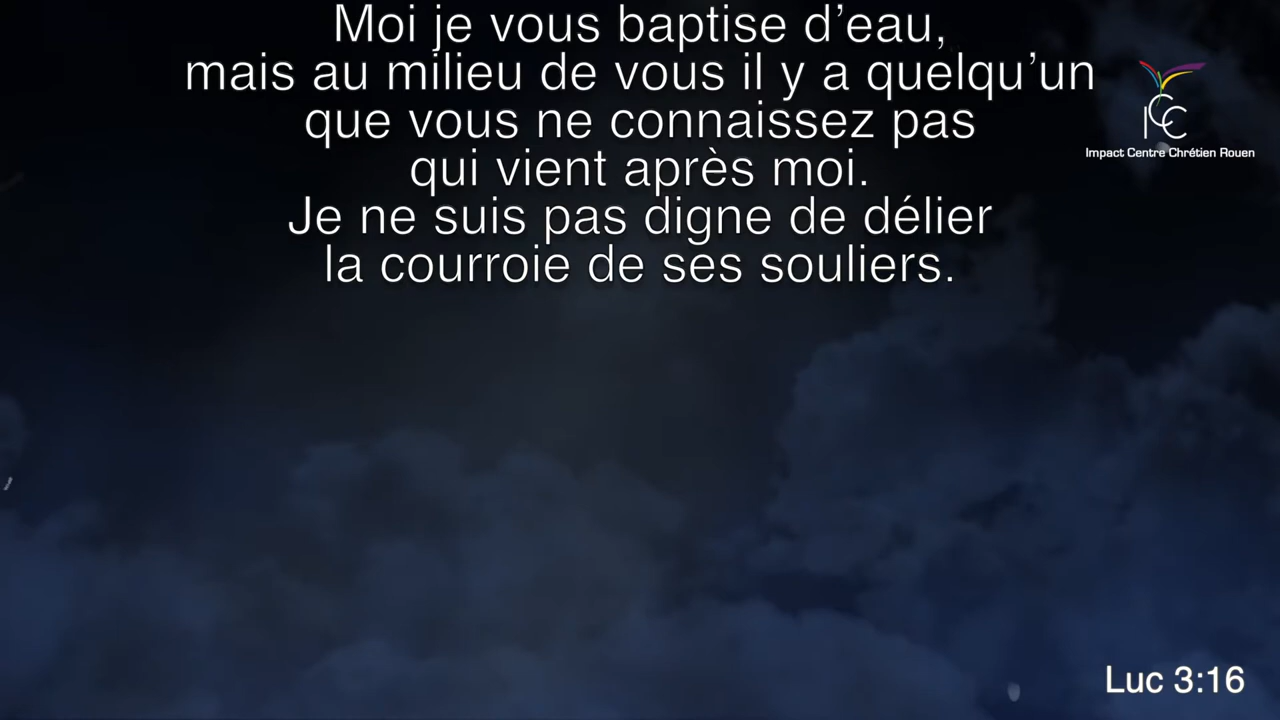 Moi je vous baptise d’eau,
mais au milieu de vous il y a quelqu’un
que vous ne connaissez pas
qui vient après moi.
Je ne suis pas digne de délier
la courroie de ses souliers.
ICC
Impact Centre Chrétien Rouen
Luc 3:16